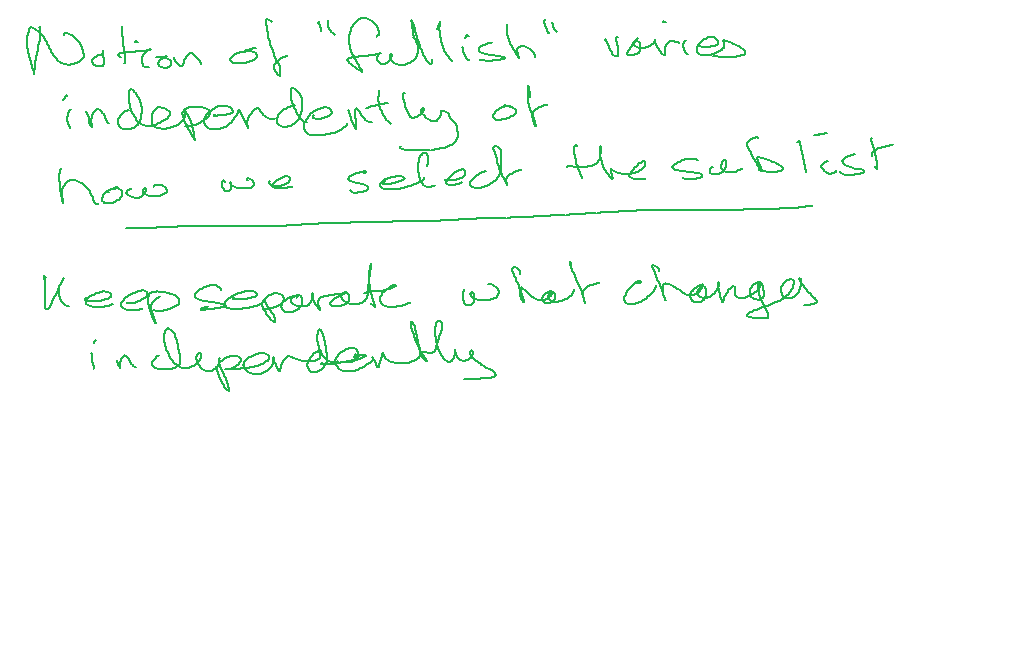 Notion of "fullish" varies
independently of
how we select the sublist
Keep separate what changes
independently